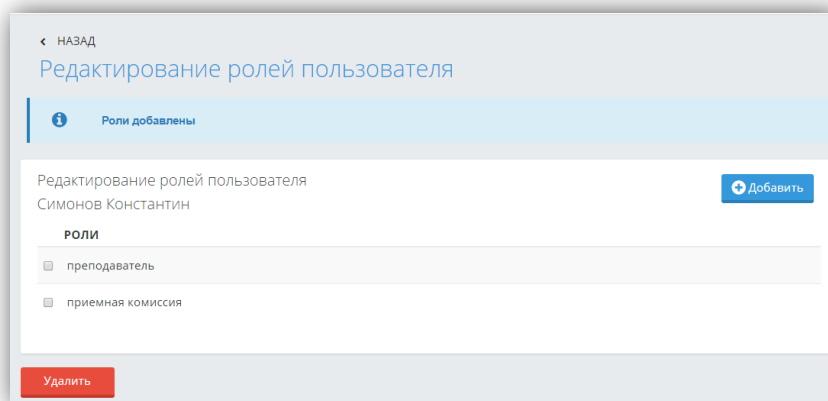 НАЗАД
Редактирование ролей пользователя
Роли добавлены
Редактирование ролей пользователя
Симонов Константин
Добавить
РОЛИ
преподаватель
приемная комиссия
Удалить